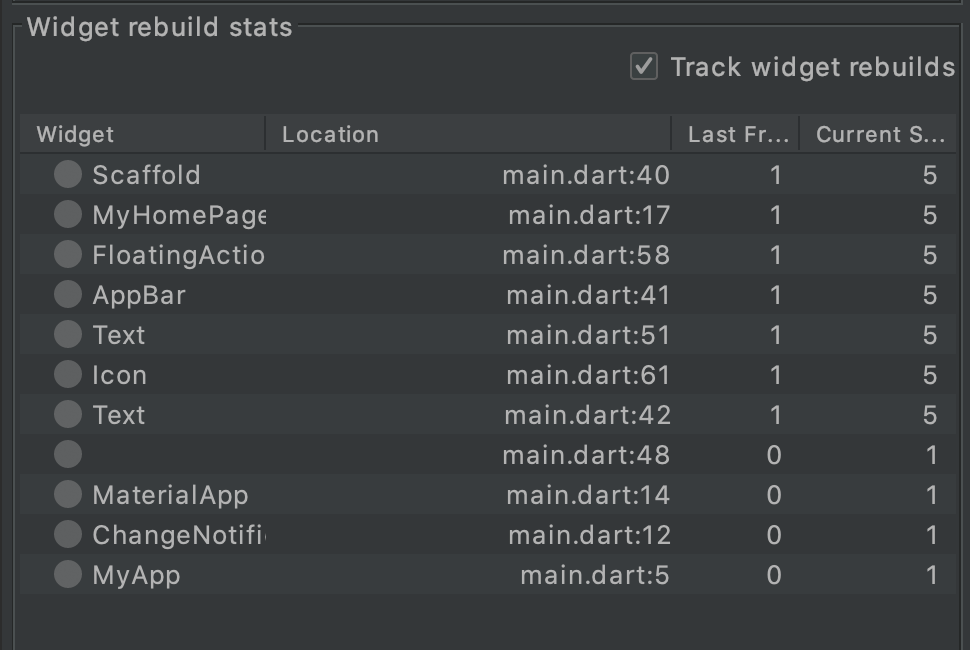 Widget rebuild stats
Track widget rebuilds
Widget Location Last Fr... Current S...
Scaffold main.dart:40 1 5
MyHomePage main.dart:17 1 5
FloatingActio main.dart:58 1 5
AppBar main.dart:41 1 5
Text main.dart:51 1 5
Icon main.dart:61 1 5
Text main.dart:42 1 5
main.dart:48 0 1
MaterialApp main.dart:14 0 1
ChangeNotifi main.dart:12 0 1
MyApp main.dart:5 0 1